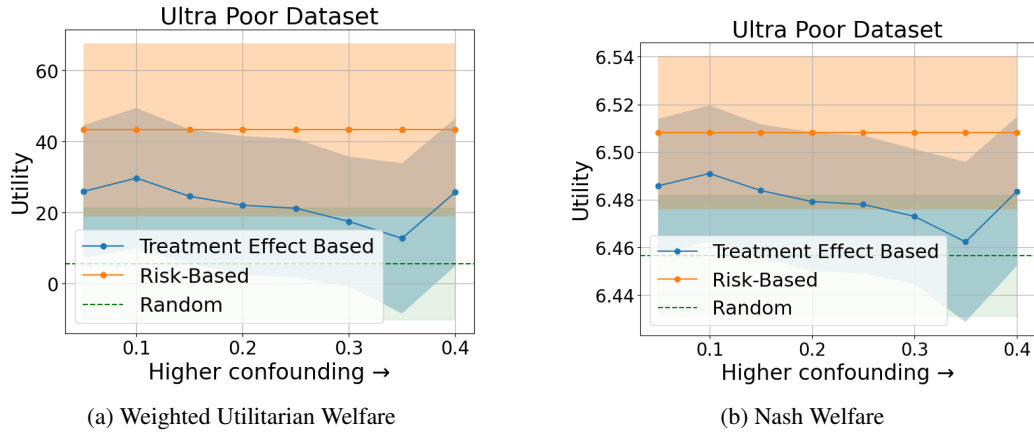 Ultra Poor Dataset
60
40
20
0
Utility
Treatment Effect Based
Risk-Based
Random
0.1 0.2 0.3 0.4
Higher confounding →
(a) Weighted Utilitarian Welfare
Ultra Poor Dataset
6.54
6.52
6.50
6.48
6.46
6.44
Utility
Treatment Effect Based
Risk-Based
Random
0.1 0.2 0.3 0.4
Higher confounding →
(b) Nash Welfare